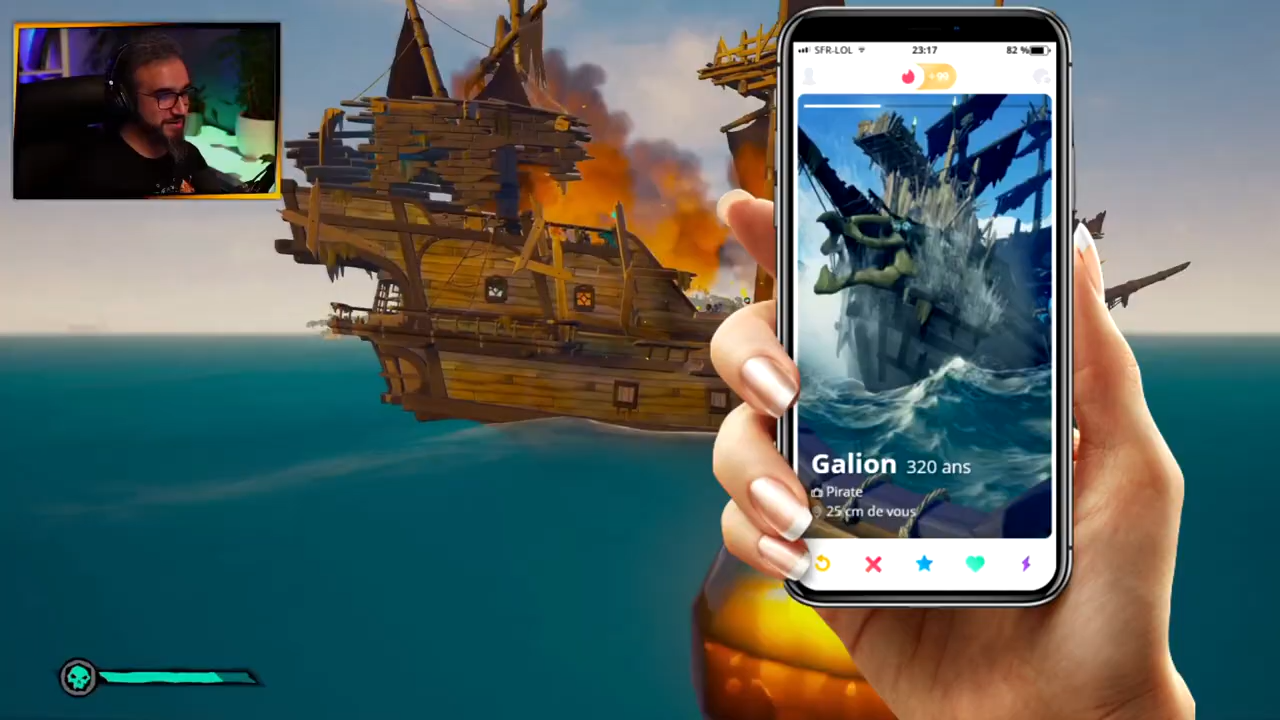 SFR-LOL 23:17 82 %
+99
Galion 320 ans
Pirate
25 cm de vous